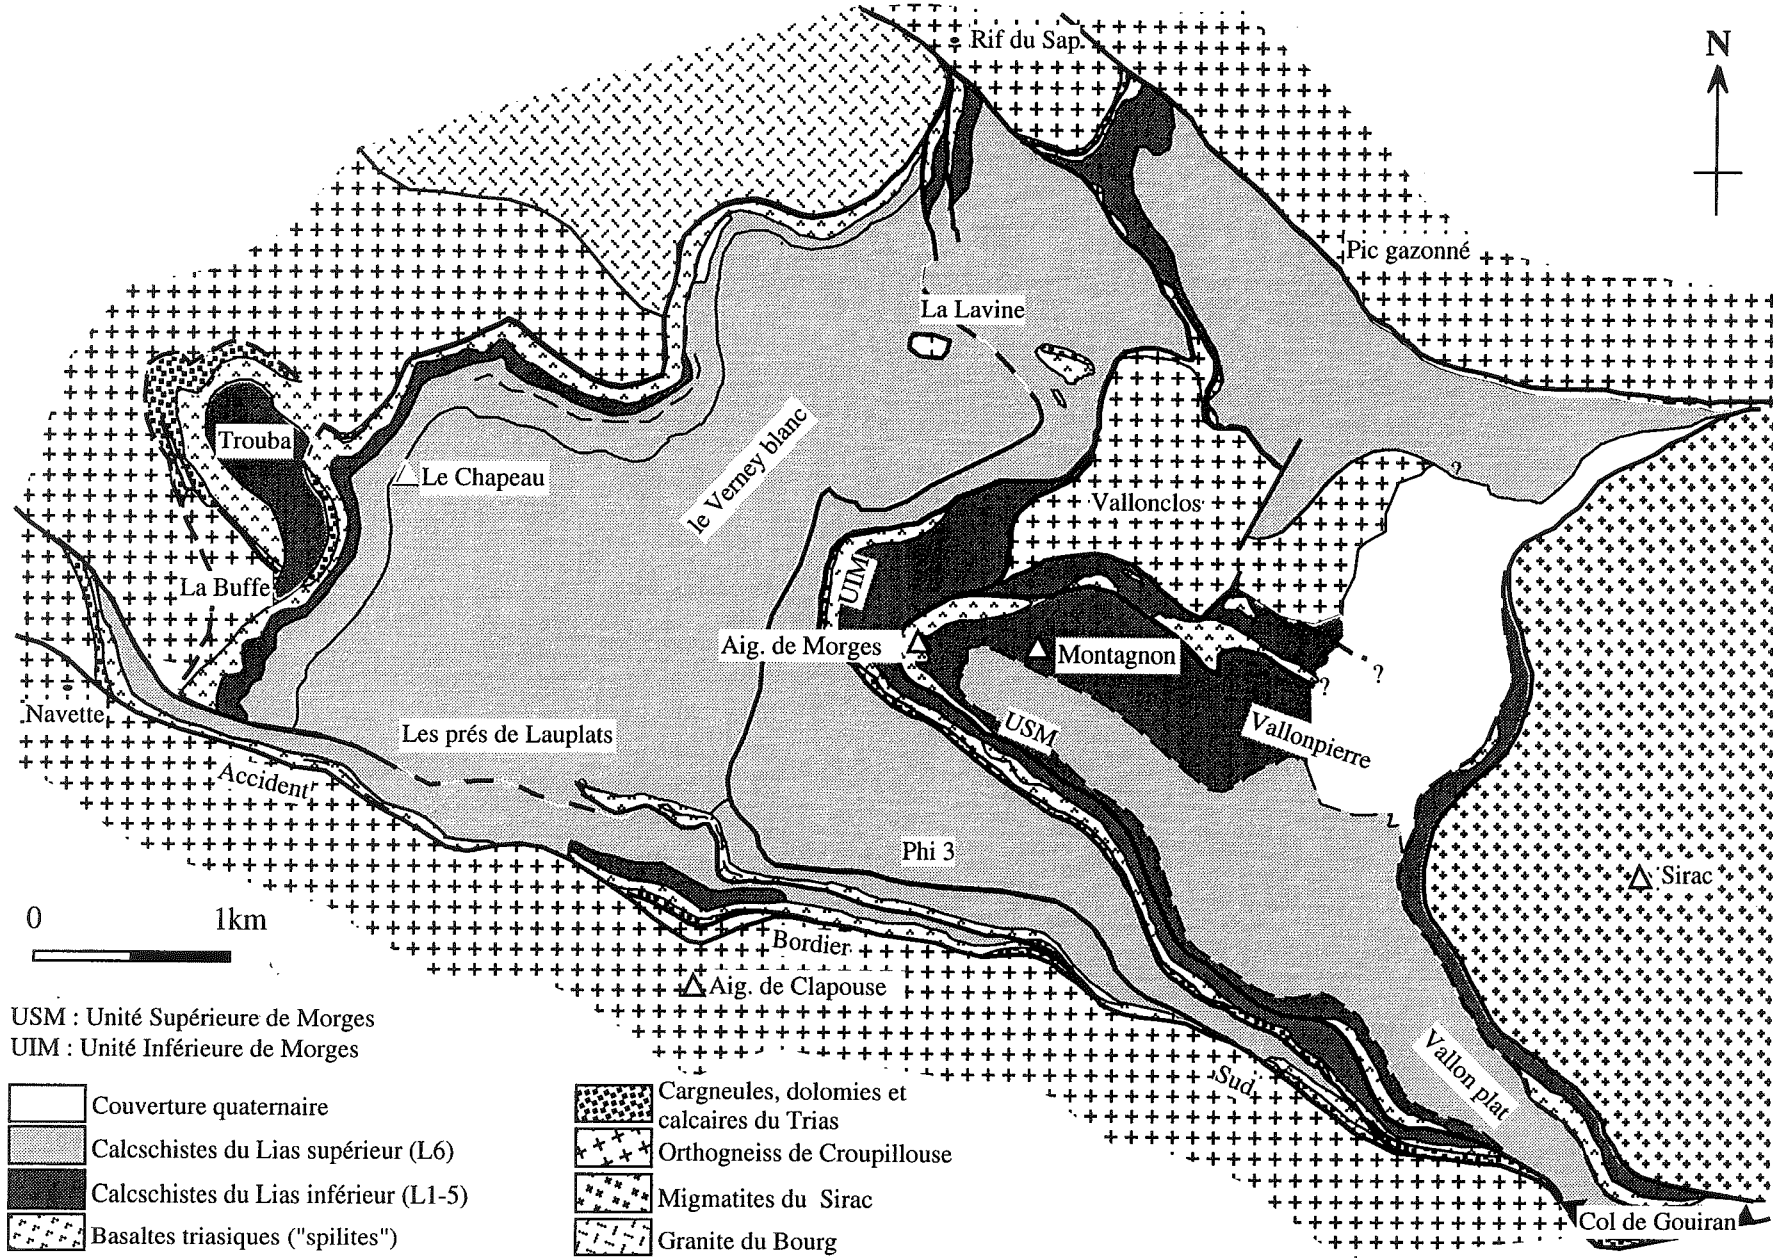 Rif du Sap
N
Pic gazonné
La Lavine
Trouba
Le Chapeau
le Verney blanc
?
Vallonclos
La Buffe
UIM
Aig. de Morges
Montagnon
?
?
Navette
Les prés de Lauplats
USM
Vallonpierre
Accident
Phi 3
Sirac
0 1km
Bordier
Aig. de Clapouse
Vallon plat
Sud
Col de Gouiran
USM : Unité Supérieure de Morges
UIM : Unité Inférieure de Morges
Couverture quaternaire
Calcschistes du Lias supérieur (L6)
Calcschistes du Lias inférieur (L1-5)
Basaltes triasiques ("spilites")
Cargneules, dolomies et
calcaires du Trias
Orthogneiss de Croupillouse
Migmatites du Sirac
Granite du Bourg